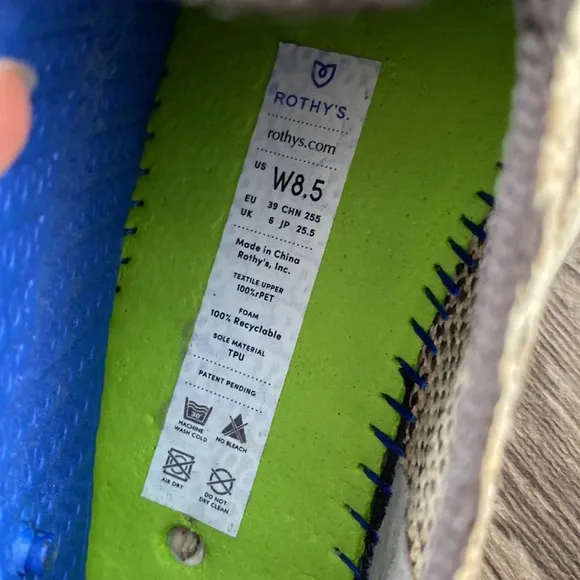 ROTHY'S.
rothys.com
US W8.5
EU 39 CHN 255
UK 6 JP 25.5
Made in China
Rothy's, Inc.
TEXTILE UPPER
100%rPET
FOAM
100% Recyclable
SOLE MATERIAL
TPU
PATENT PENDING
20°
MACHINE
WASH COLD
NO BLEACH
AIR DRY
DO NOT
DRY CLEAN